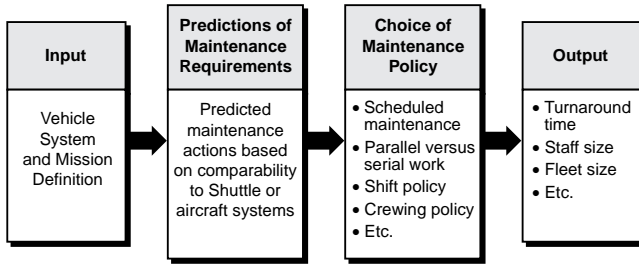 Input
Vehicle
System
and Mission
Definition
Predictions of
Maintenance
Requirements
Predicted
maintenance
actions based
on comparability
to Shuttle or
aircraft systems
Choice of
Maintenance
Policy
• Scheduled
maintenance
• Parallel versus
serial work
• Shift policy
• Crewing policy
• Etc.
Output
• Turnaround
time
• Staff size
• Fleet size
• Etc.